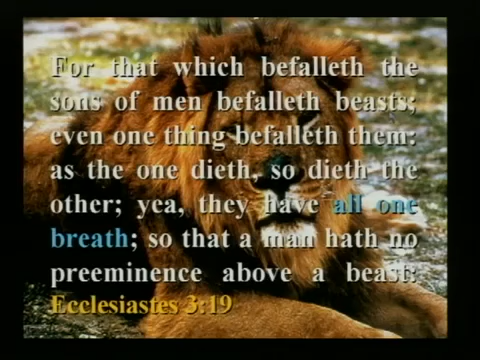 For that which befalleth the
sons of men befalleth beasts;
even one thing befalleth them:
as the one dieth, so dieth the
other; yea, they have all one
breath; so that a man hath no
preeminence above a beast:
Ecclesiastes 3:19